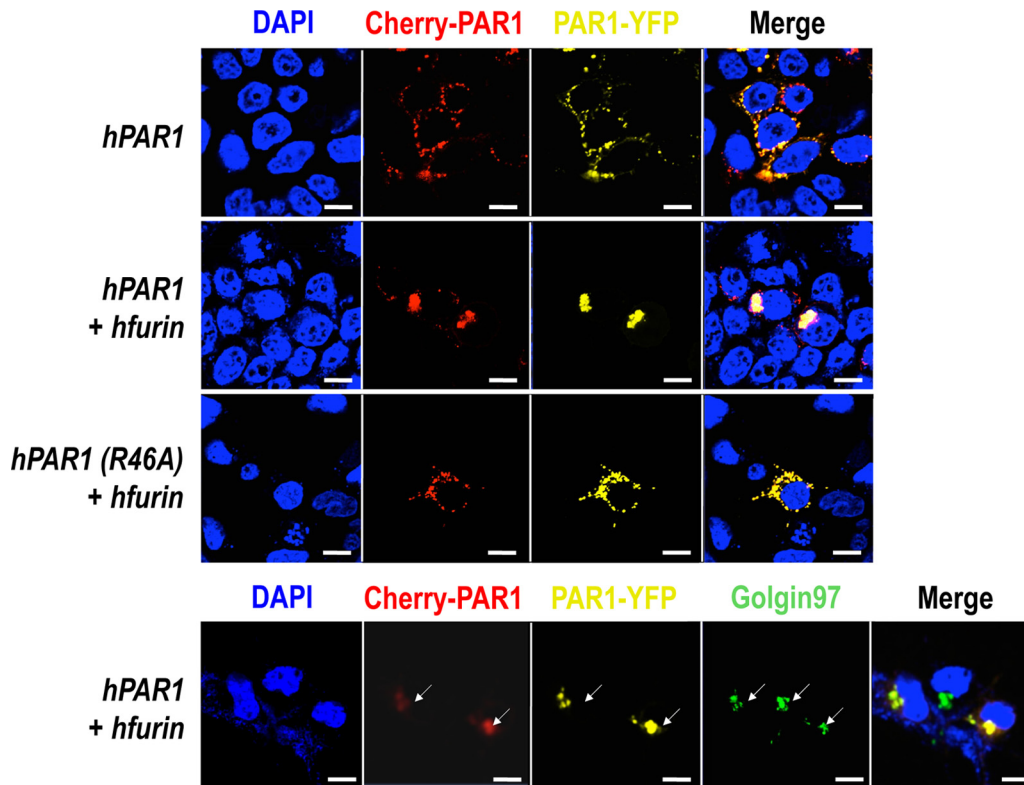 DAPI Cherry-PAR1 PAR1-YFP Merge
hPAR1
hPAR1
+ hfurin
hPAR1 (R46A)
+ hfurin
DAPI Cherry-PAR1 PAR1-YFP Golgin97 Merge
hPAR1
+ hfurin